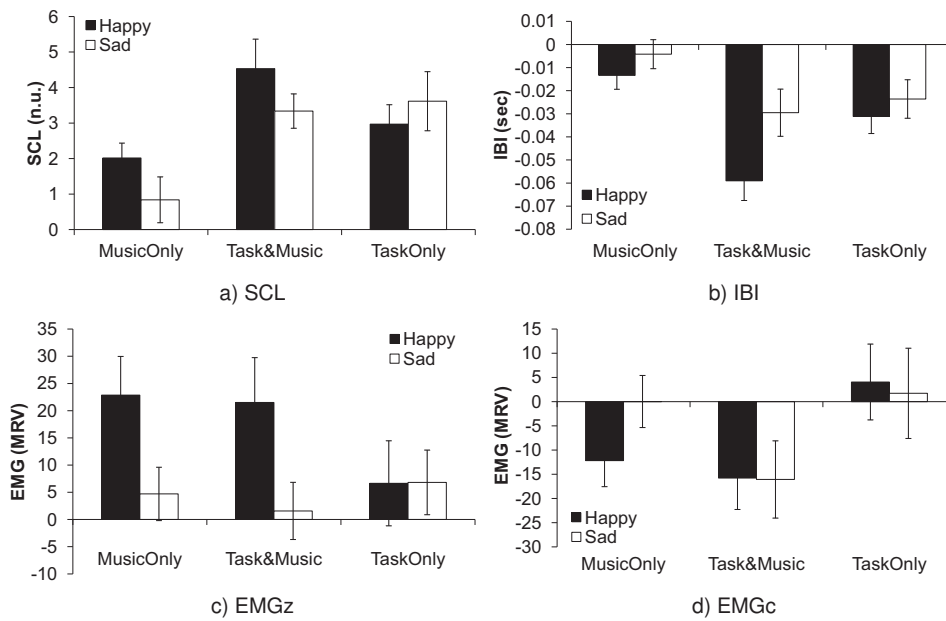 7
6
5
4
3
2
1
0
SCL (n.u.)
Happy
Sad
MusicOnly Task&Music TaskOnly
a) SCL
0.01
0
-0.01
-0.02
-0.03
-0.04
-0.05
-0.06
-0.07
-0.08
IBI (sec)
Happy
Sad
MusicOnly Task&Music TaskOnly
b) IBI
35
30
25
20
15
10
5
0
-5
-10
EMG (MRV)
Happy
Sad
MusicOnly Task&Music TaskOnly
c) EMGz
15
10
5
0
-5
-10
-15
-20
-25
-30
EMG (MRV)
Happy
Sad
MusicOnly Task&Music TaskOnly
d) EMGc